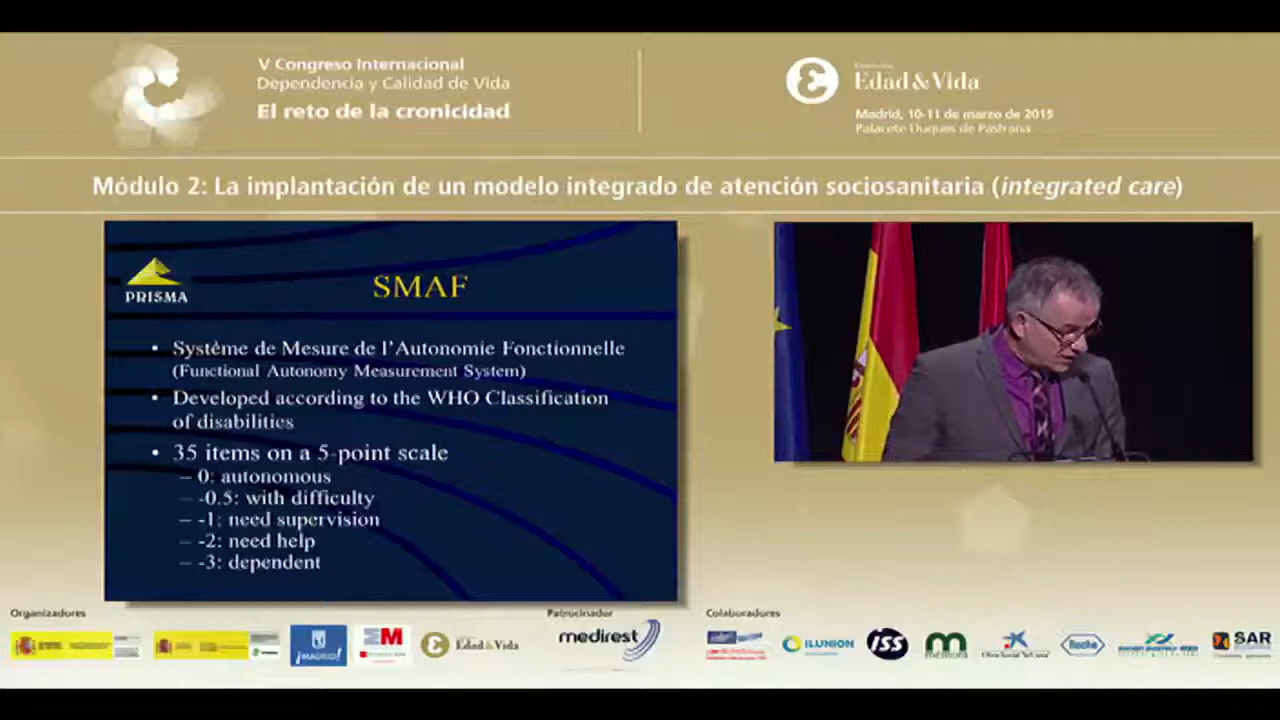 V Congreso Internacional
Dependencia y Calidad de Vida
El reto de la cronicidad
Edad & Vida
Madrid, 10-11 de marzo de 2015
Palacete Duques de Pastrana
Módulo 2: La implantación de un modelo integrado de atención sociosanitaria (integrated care)
PRISMA
SMAF
• Système de Mesure de l'Autonomie Fonctionnelle
(Functional Autonomy Measurement System)
• Developed according to the WHO Classification
of disabilities
• 35 items on a 5-point scale
– 0: autonomous
– -0.5: with difficulty
– -1: need supervision
– -2: need help
– -3: dependent
Organizadores
Patrocinador
Colaboradores
¡MADRID!
M
Edad & Vida
medirest
ILUNION
ISS
Roche
SAR